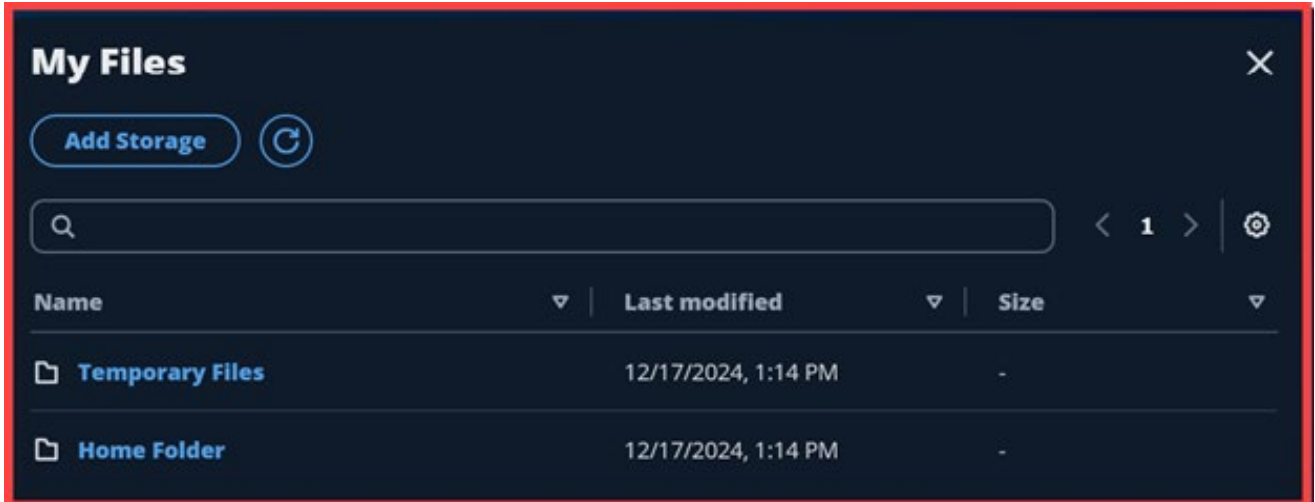 My Files
Add Storage
1
Name Last modified Size
Temporary Files 12/17/2024, 1:14 PM -
Home Folder 12/17/2024, 1:14 PM -